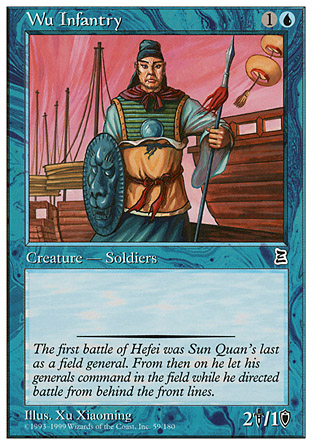 Wu Infantry 1
Creature — Soldiers
The first battle of Hefei was Sun Quan's last
as a field general. From then on he let his
generals command in the field while he directed
battle from behind the front lines.
Illus. Xu Xiaoming
©1993-1999 Wizards of the Coast, Inc. 59/180
2/1